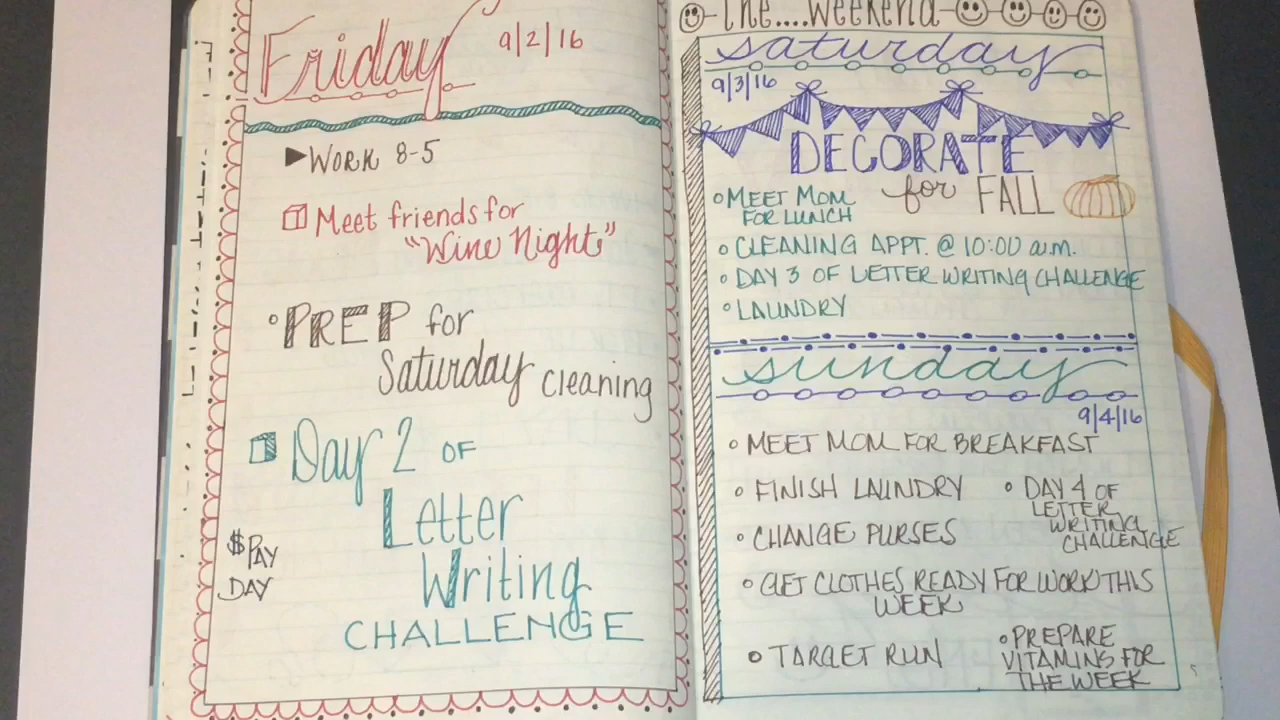 Friday
9/2/16
WORK 8-5
Meet friends for
"Wine Night"
PREP for
Saturday cleaning
Day 2 OF
Letter
Writing
CHALLENGE
$PAY
DAY
The....Weekend
saturday
9/3/16
DECORATE
for FALL
MEET MOM
FOR LUNCH
CLEANING APPT. @ 10:00 a.m.
DAY 3 OF LETTER WRITING CHALLENGE
LAUNDRY
sunday
9/4/16
MEET MOM FOR BREAKFAST
FINISH LAUNDRY
DAY 4 OF
LETTER
WRITING
CHALLENGE
CHANGE PURSES
GET CLOTHES READY FOR WORK THIS
WEEK
TARGET RUN
PREPARE
VITAMINS FOR
THE WEEK